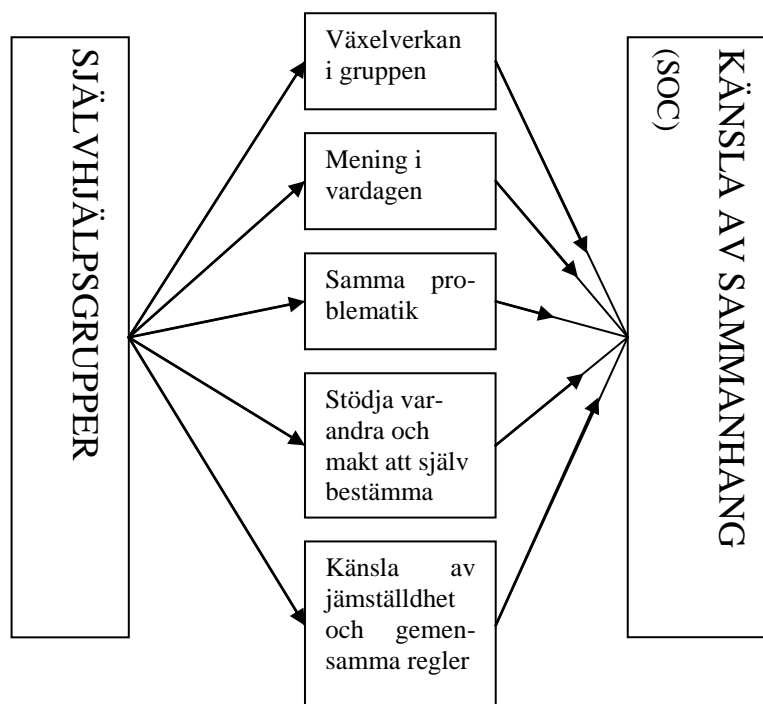 SJÄLVHJÄLPSGRUPPER
Växelverkan
i gruppen
Mening i
vardagen
Samma pro-
blematik
Stödja var-
andra och
makt att själv
bestämma
Känsla av
jämställdhet
och gemen-
samma regler
KÄNSLA AV SAMMANHANG
(SOC)